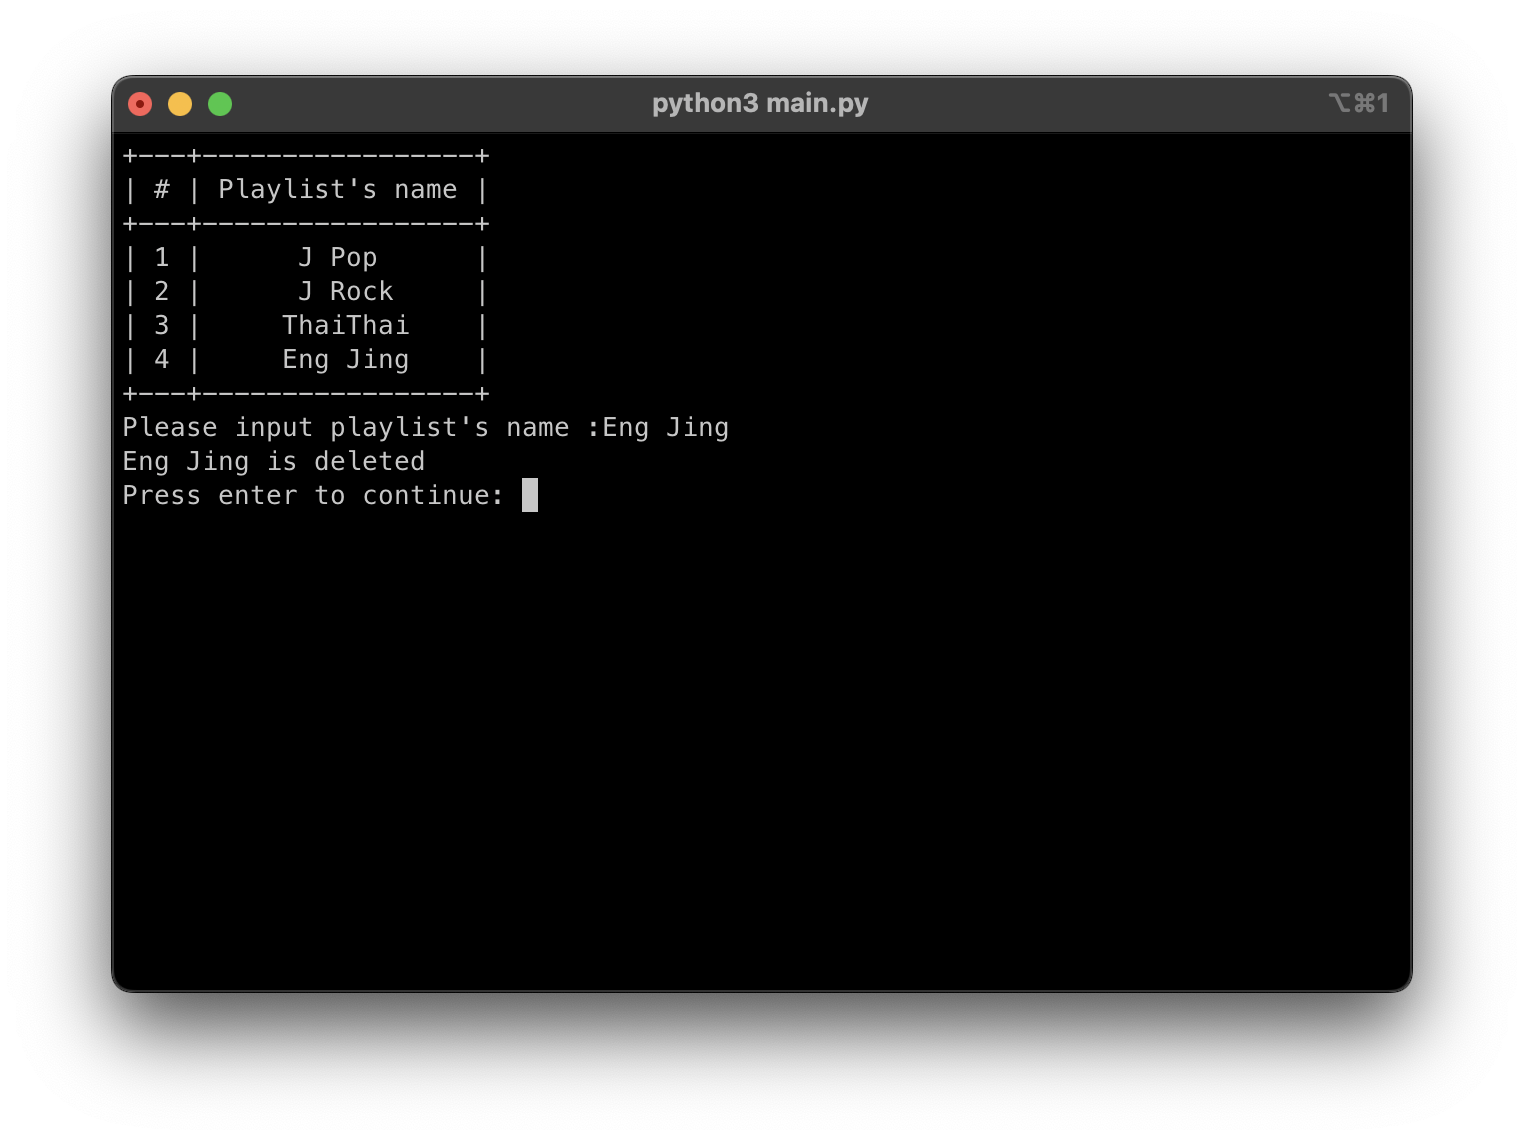 python3 main.py ⌥⌘1
+---+-----------------+
| # | Playlist's name |
+---+-----------------+
| 1 |      J Pop      |
| 2 |      J Rock     |
| 3 |     ThaiThai    |
| 4 |     Eng Jing    |
+---+-----------------+
Please input playlist's name :Eng Jing
Eng Jing is deleted
Press enter to continue: